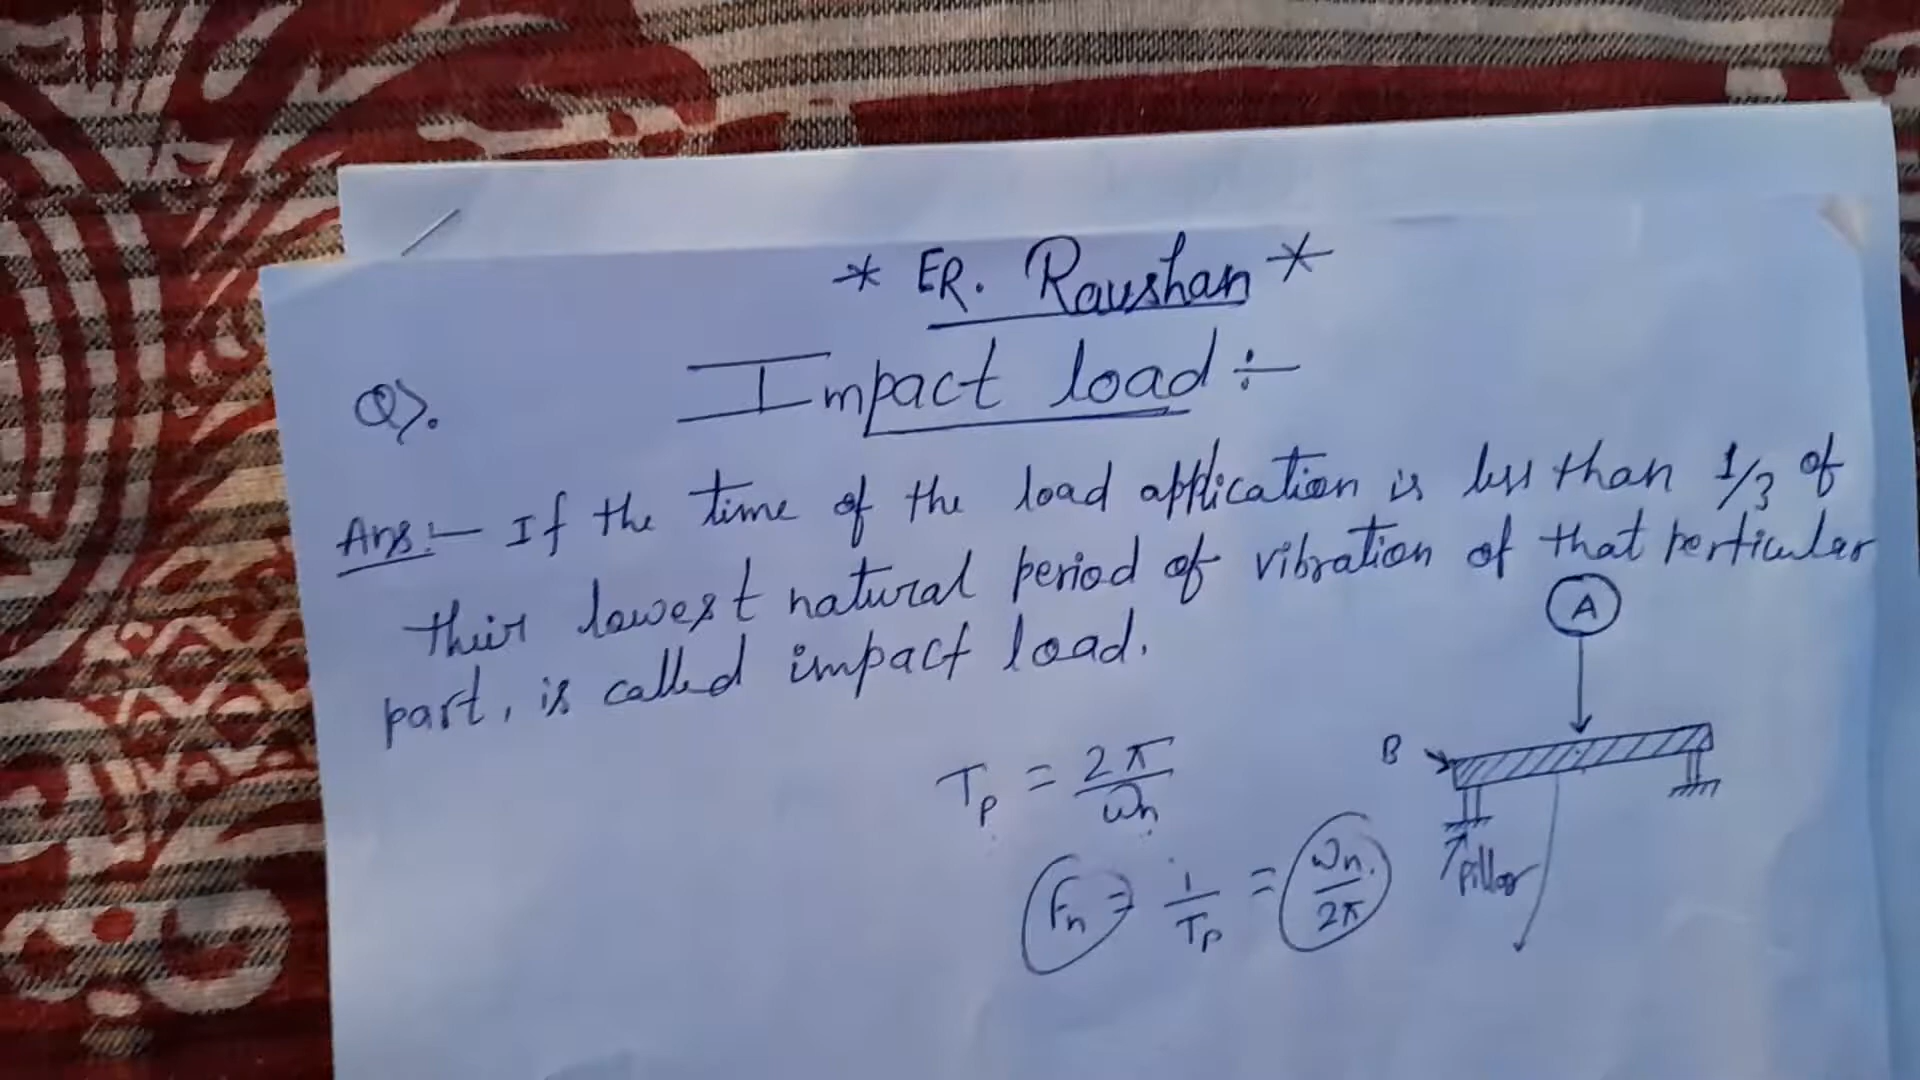 * ER. Raushan *
Q>. Impact load :-
Ans:- If the time of the load application is less than 1/3 of
their lowest natural period of vibration of that perticular
part, is called impact load.
A
B
Tp = 2π/ωn
Pillar
Fn = 1/Tp = ωn/2π